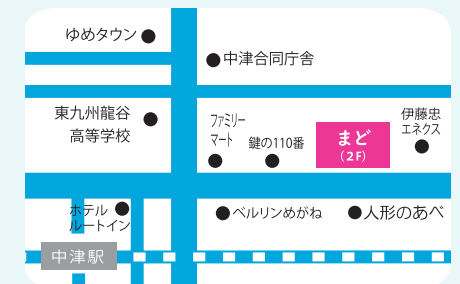 ゆめタウン
中津合同庁舎
東九州龍谷
高等学校
ファミリー
マート
鍵の110番
まど
(2F)
伊藤忠
エネクス
ホテル
ルートイン
ベルリンめがね
人形のあべ
中津駅